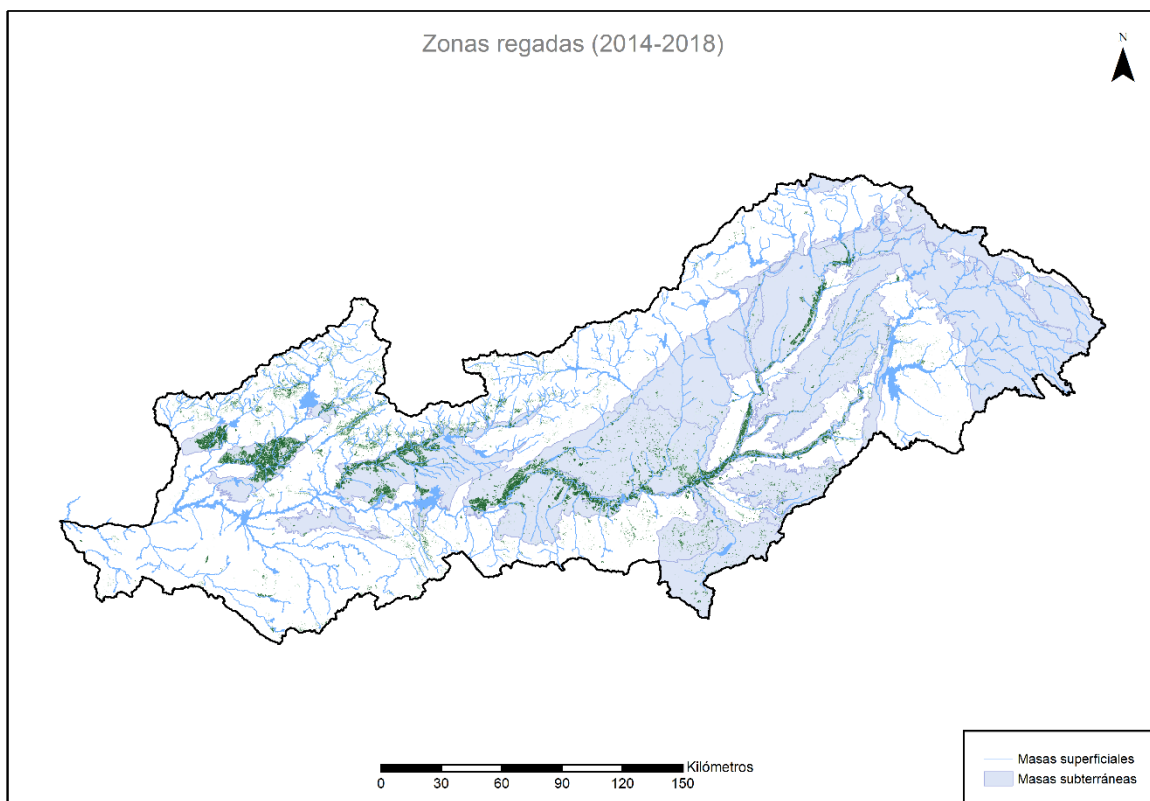 Zonas regadas (2014-2018)
N
Kilómetros
0 30 60 90 120 150
Masas superficiales
Masas subterráneas